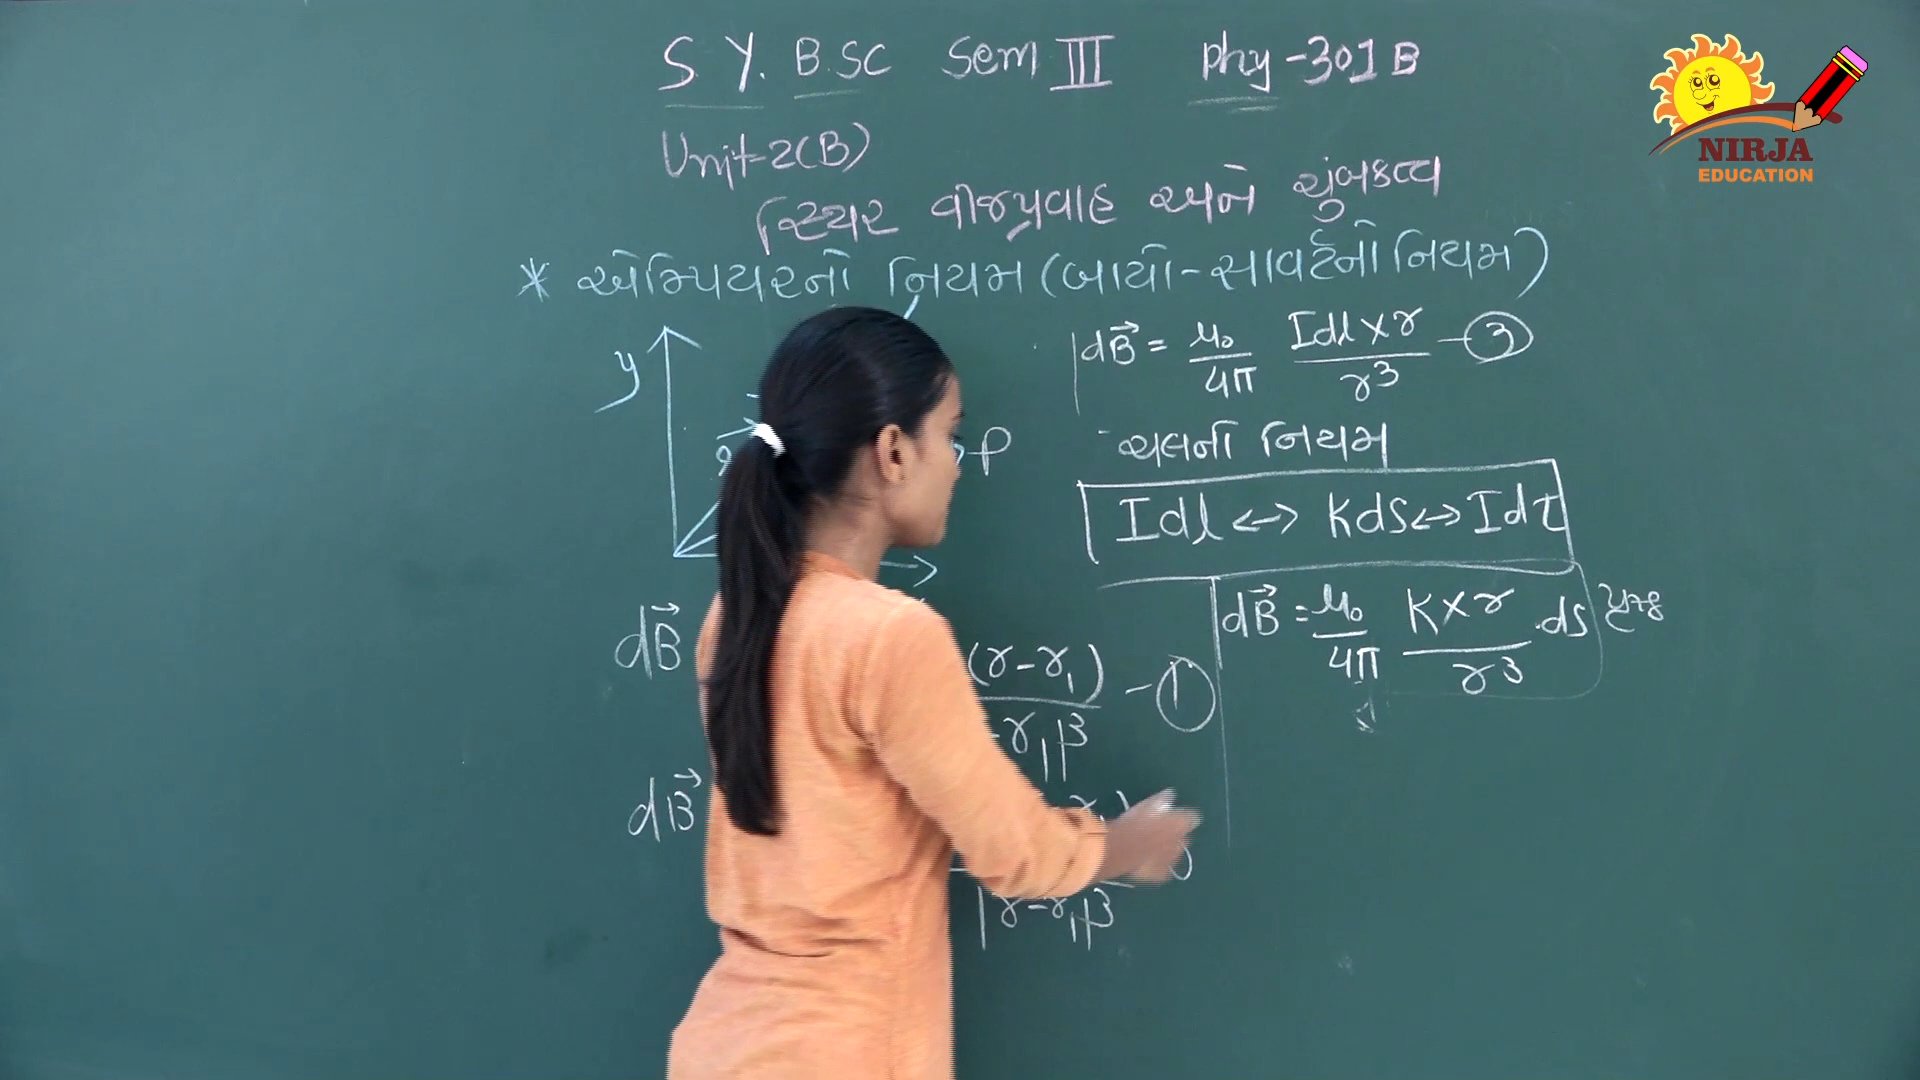 S.Y. B.SC Sem III Phy-301 B
Unit-2(B)
સ્થિર વીજપ્રવાહ અને ચુંબકત્વ
* એમ્પિયરનો નિયમ (બાયો-સાવર્ટનો નિયમ)
y
P
dB⃗ = μ₀/4π Idl×r/r³ - ③
- ચલની નિયમ
Idl ↔ Kds ↔ Idτ
dB⃗ = μ₀/4π K×r/r³ .ds પૃષ્ઠ
dB⃗
(r-r₁)
-r₁|³
- ①
dB⃗
|r-r₁|³
NIRJA
EDUCATION